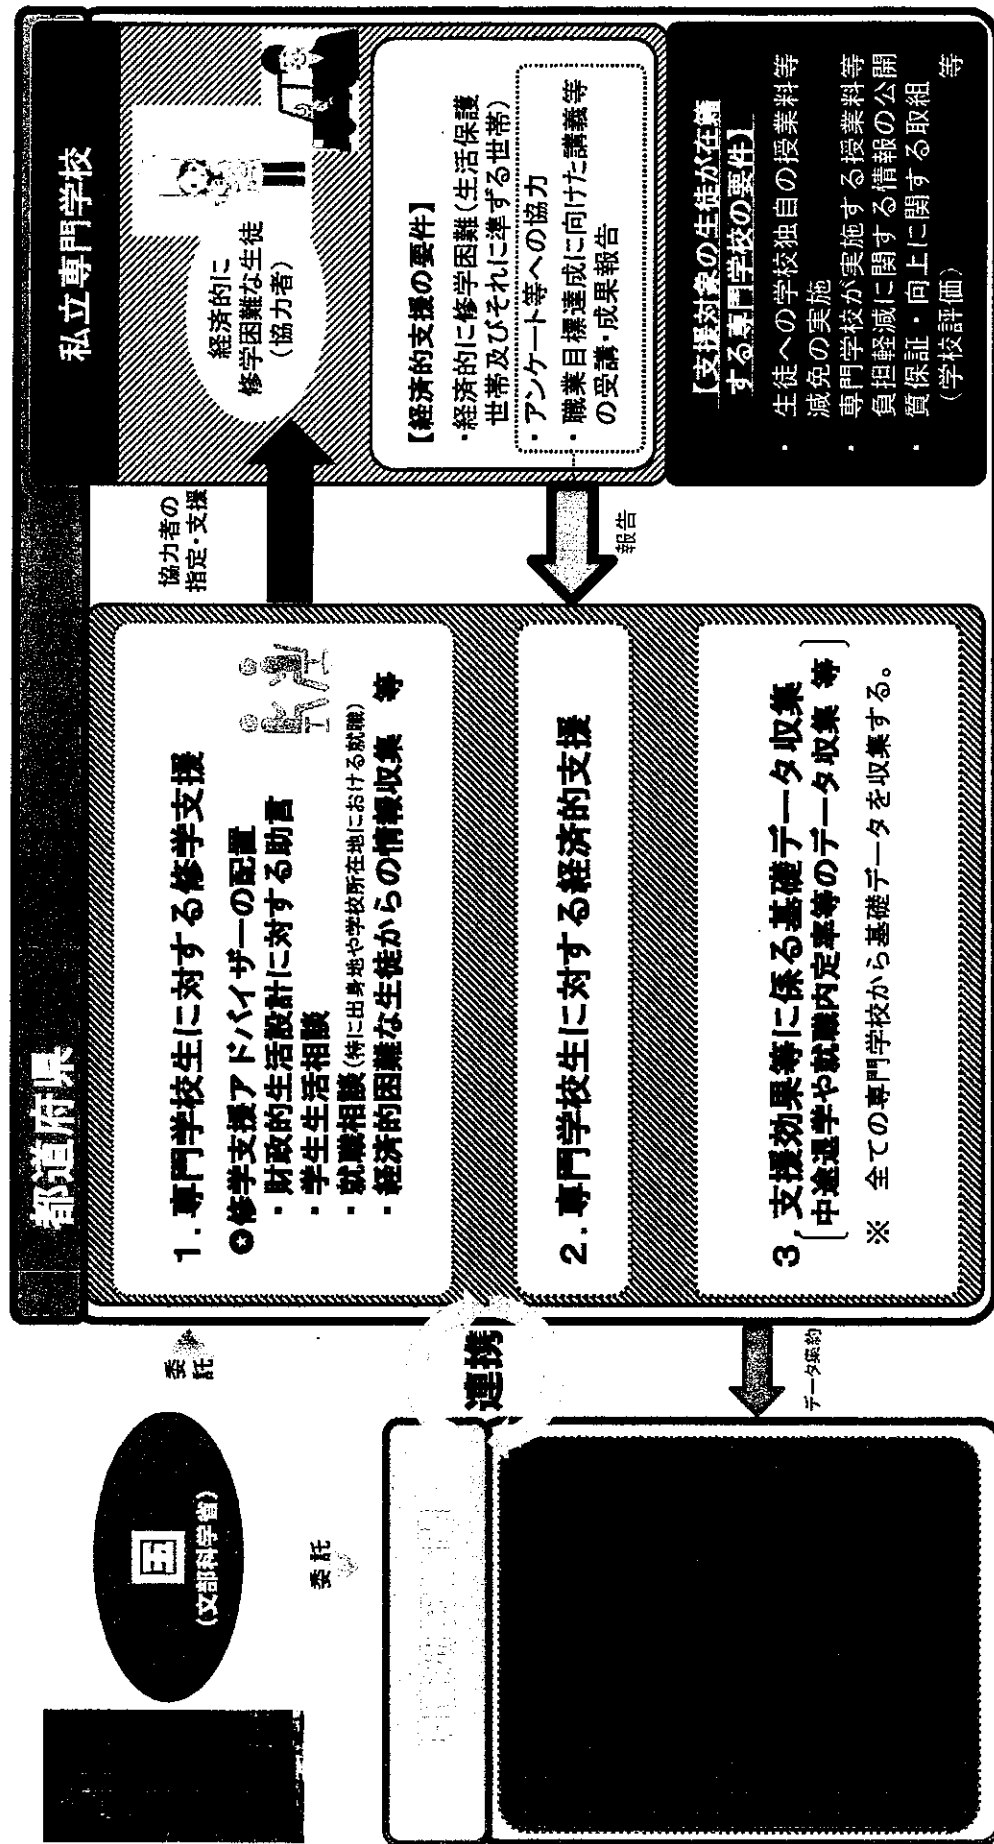 国
(文部科学省)
委託
委託
連携
データ集約
都道府県
1.専門学校生に対する修学支援
◎修学支援アドバイザーの配置
・財政的生活設計に対する助言
・学生生活相談
・就職相談(特に出身地や学校所在地における就職)
・経済的困難な生徒からの情報収集 等
2.専門学校生に対する経済的支援
3.支援効果等に係る基礎データ収集
中途退学や就職内定率等のデータ収集 等
※ 全ての専門学校から基礎データを収集する。
協力者の
指定・支援
報告
私立専門学校
経済的に
修学困難な生徒
(協力者)
【経済的支援の要件】
・経済的に修学困難(生活保護
世帯及びそれに準ずる世帯)
・アンケート等への協力
・職業目標達成に向けた講義等
の受講・成果報告
【支援対象の生徒が在籍
する専門学校の要件】
・ 生徒への学校独自の授業料等
減免の実施
・ 専門学校が実施する授業料等
負担軽減に関する情報の公開
・ 質保証・向上に関する取組
(学校評価) 等